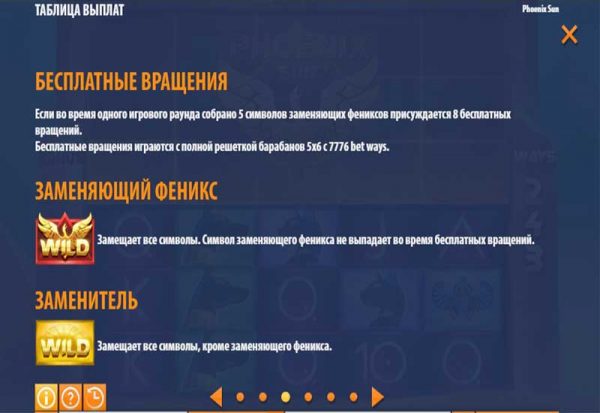 ТАБЛИЦА ВЫПЛАТ
Phoenix Sun
БЕСПЛАТНЫЕ ВРАЩЕНИЯ
Если во время одного игрового раунда собрано 5 символов заменяющих фениксов присуждается 8 бесплатных
вращений.
Бесплатные вращения играются с полной решеткой барабанов 5x6 с 7776 bet ways.
ЗАМЕНЯЮЩИЙ ФЕНИКС
WILD
Замещает все символы. Символ заменяющего феникса не выпадает во время бесплатных вращений.
ЗАМЕНИТЕЛЬ
WILD
Замещает все символы, кроме заменяющего феникса.